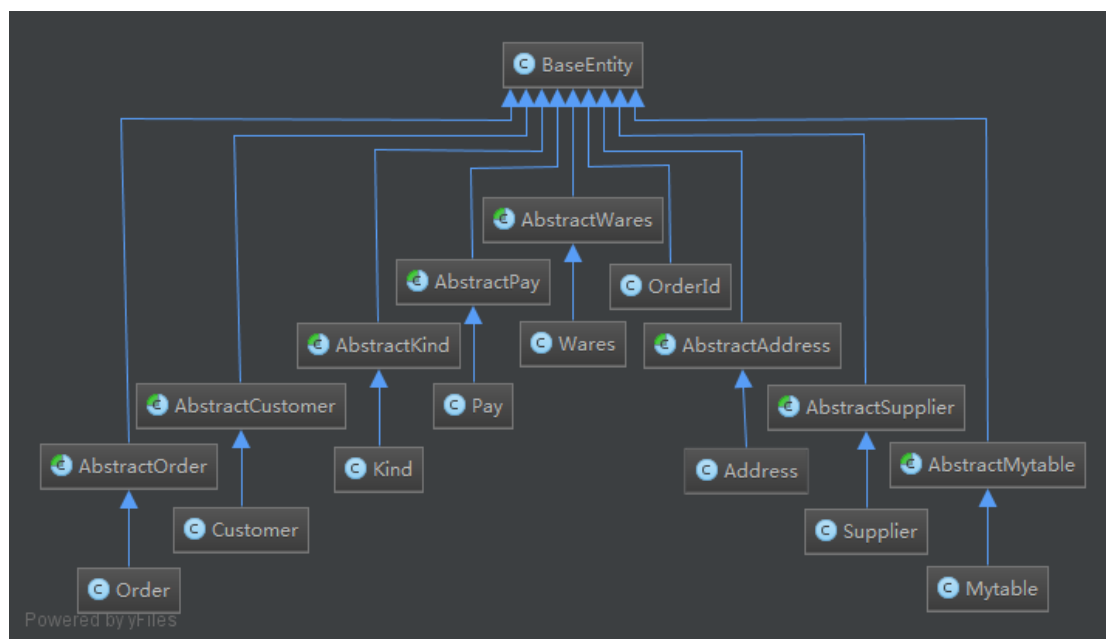 BaseEntity
AbstractWares
AbstractPay
OrderId
AbstractKind
Wares
AbstractAddress
AbstractCustomer
Pay
AbstractSupplier
AbstractOrder
Kind
Address
AbstractMytable
Customer
Supplier
Order
Mytable
Powered by yFiles